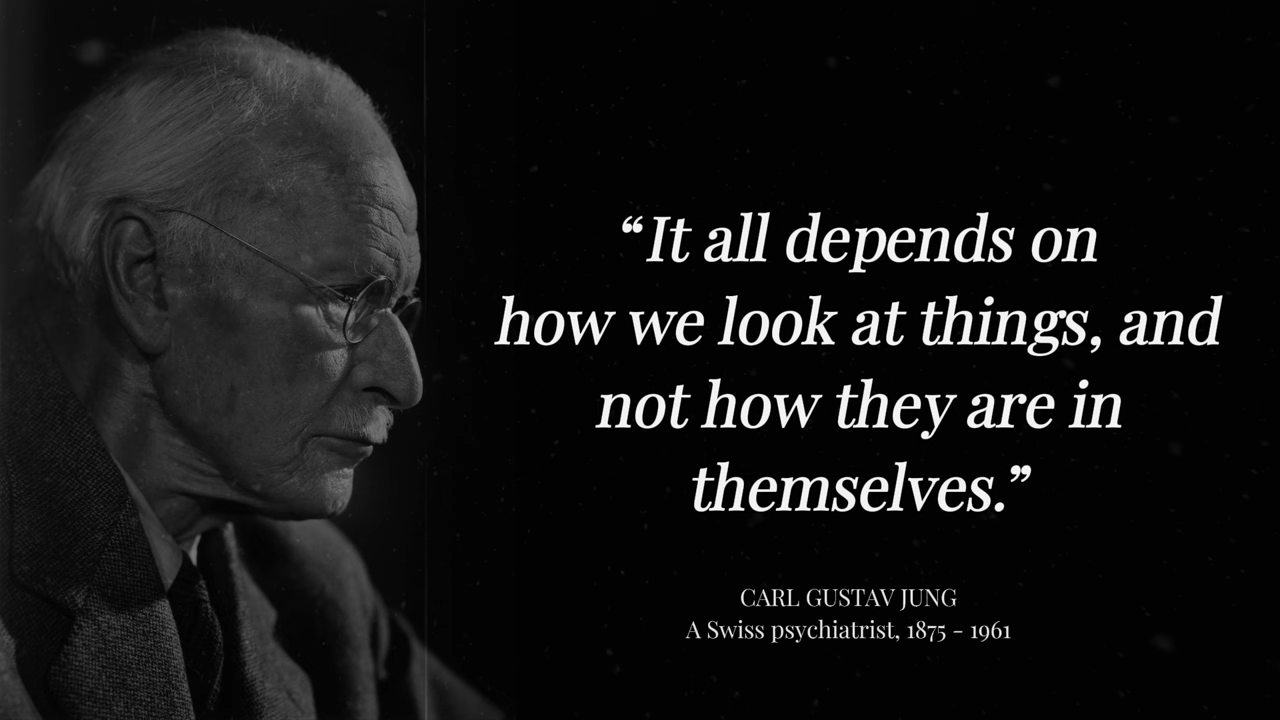 “It all depends on
how we look at things, and
not how they are in
themselves.”
CARL GUSTAV JUNG
A Swiss psychiatrist, 1875 - 1961